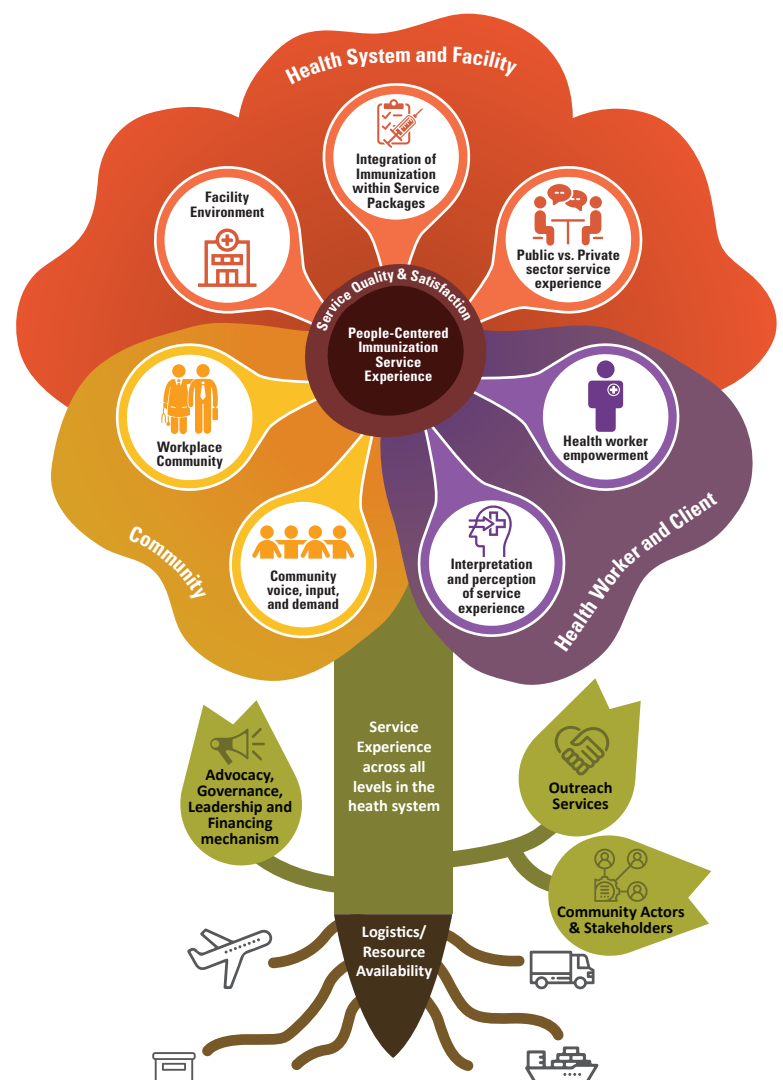 Health System and Facility
Integration of
Immunization
within Service
Packages
Facility
Environment
Public vs. Private
sector service
experience
Service Quality & Satisfaction
People-Centered
Immunization
Service
Experience
Workplace
Community
Health worker
empowerment
Community
Community
voice, input,
and demand
Interpretation
and perception
of service
experience
Health Worker and Client
Service
Experience
across all
levels in the
heath system
Advocacy,
Governance,
Leadership and
Financing
mechanism
Outreach
Services
Community Actors
& Stakeholders
Logistics/
Resource
Availability